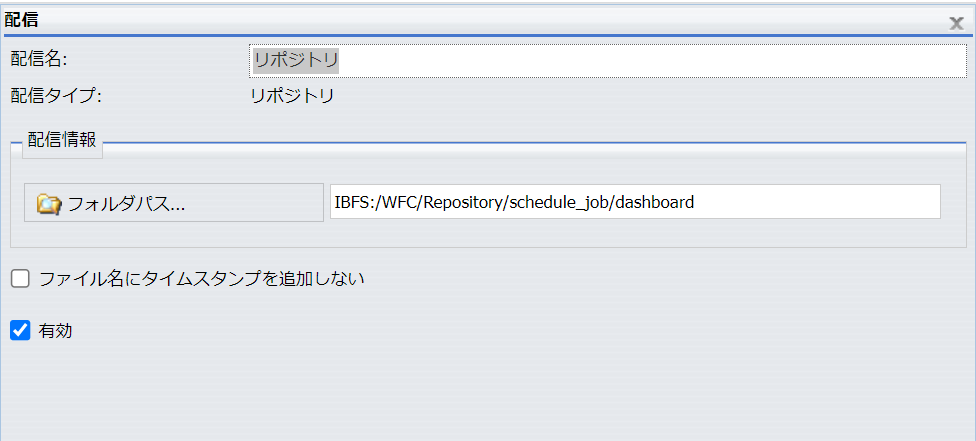 配信
配信名: リポジトリ
配信タイプ: リポジトリ
配信情報
フォルダパス... IBFS:/WFC/Repository/schedule_job/dashboard
ファイル名にタイムスタンプを追加しない
有効